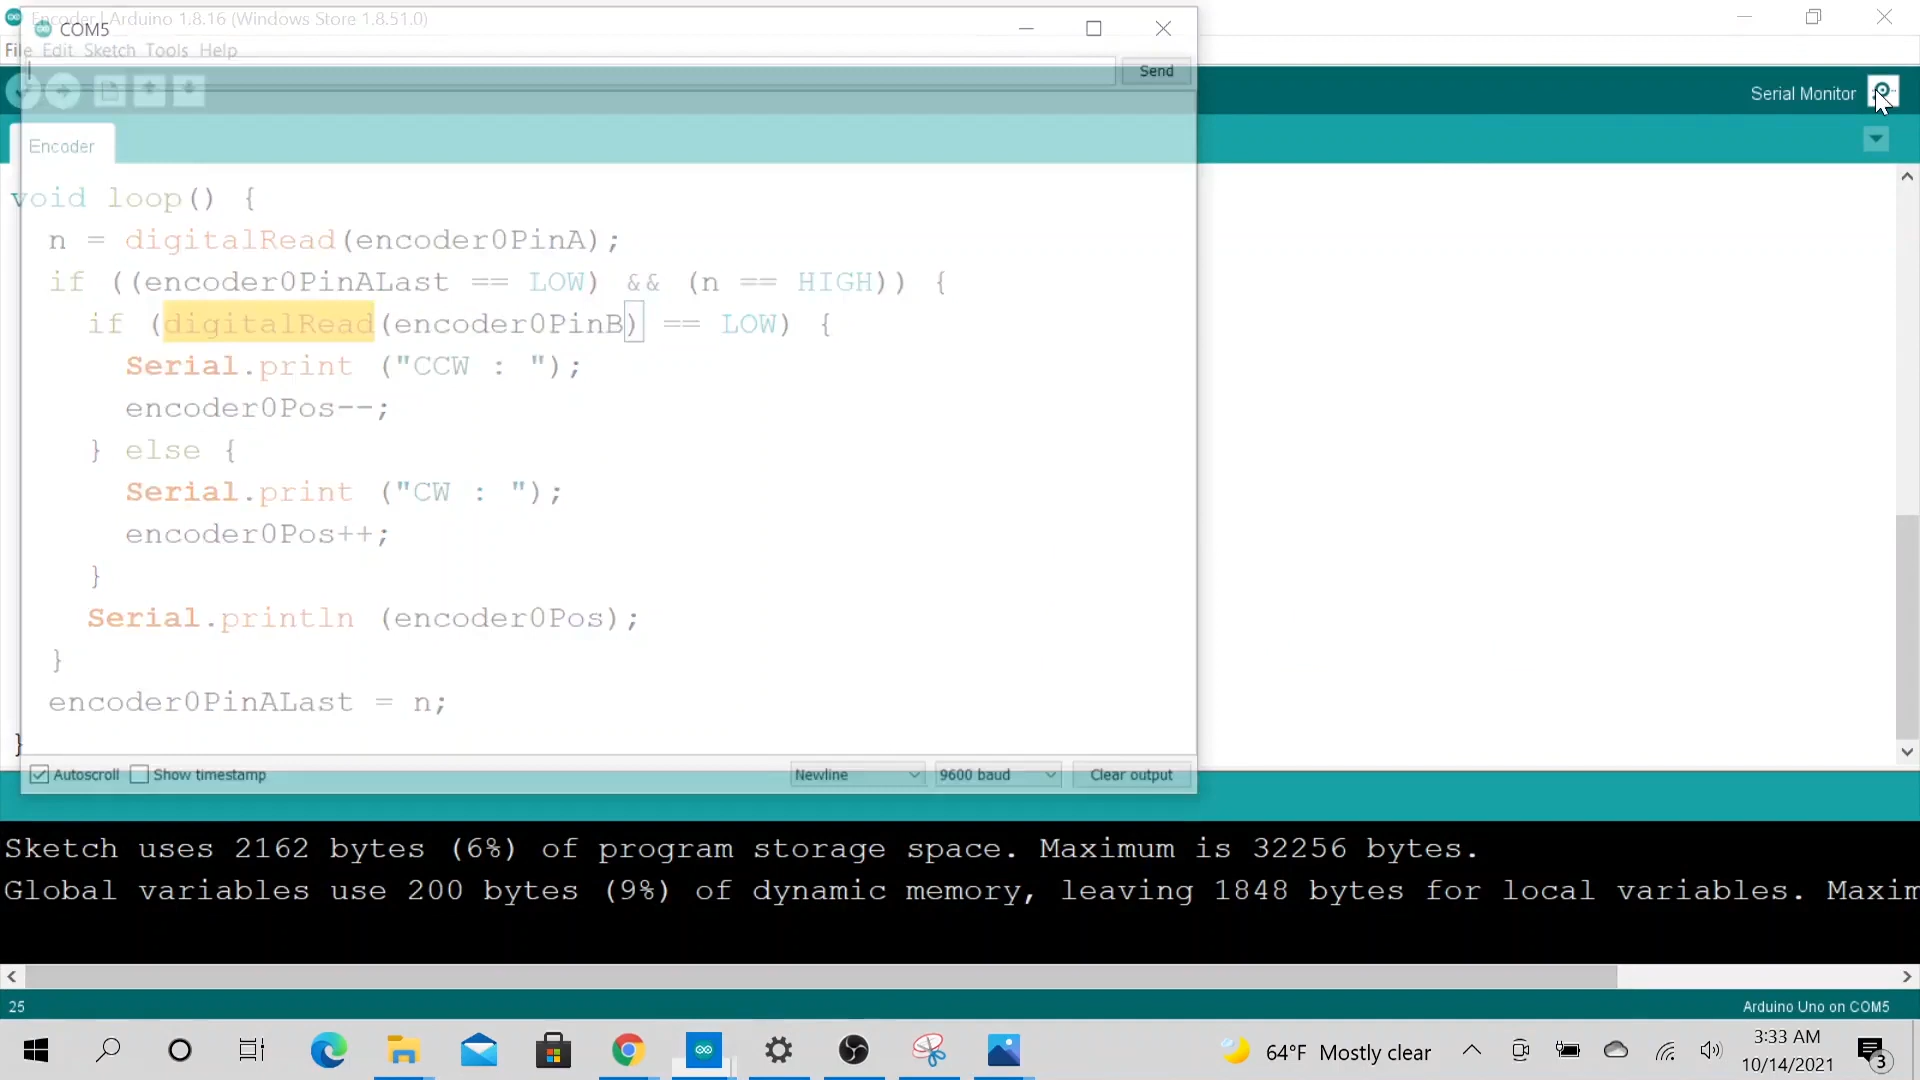 Encoder | Arduino 1.8.16 (Windows Store 1.8.51.0)
COM5
File Edit Sketch Tools Help
Send
Serial Monitor
Encoder
void loop() {
n = digitalRead(encoder0PinA);
if ((encoder0PinALast == LOW) && (n == HIGH)) {
if (digitalRead(encoder0PinB) == LOW) {
Serial.print ("CCW : ");
encoder0Pos--;
} else {
Serial.print ("CW : ");
encoder0Pos++;
}
Serial.println (encoder0Pos);
}
encoder0PinALast = n;
}
Autoscroll Show timestamp Newline 9600 baud Clear output
Sketch uses 2162 bytes (6%) of program storage space. Maximum is 32256 bytes.
Global variables use 200 bytes (9%) of dynamic memory, leaving 1848 bytes for local variables. Maxim
25 Arduino Uno on COM5
64°F Mostly clear
3:33 AM
10/14/2021
3